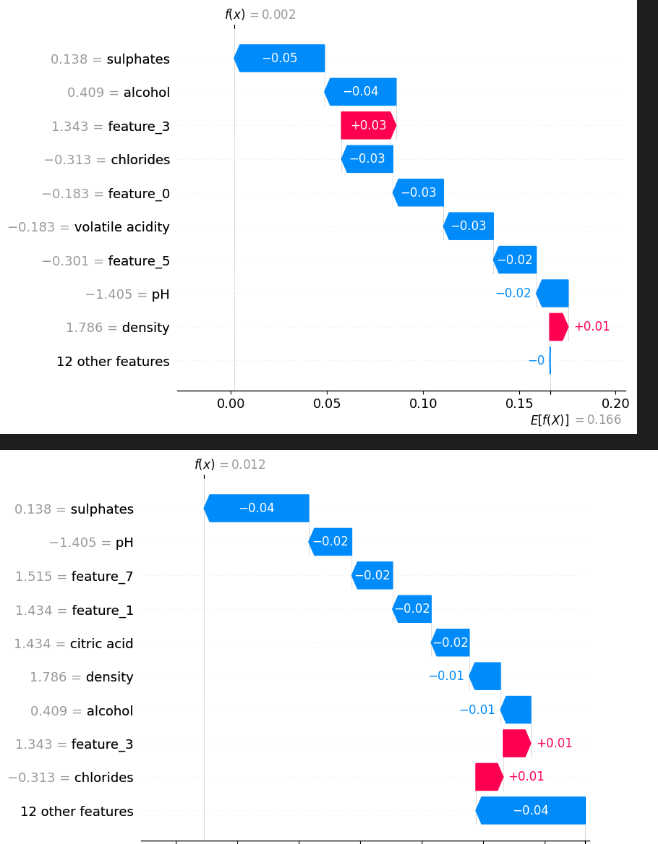 f(x) = 0.002
0.138 = sulphates −0.05
0.409 = alcohol −0.04
1.343 = feature_3 +0.03
−0.313 = chlorides −0.03
−0.183 = feature_0 −0.03
−0.183 = volatile acidity −0.03
−0.301 = feature_5 −0.02
−1.405 = pH −0.02
1.786 = density +0.01
12 other features −0
0.00 0.05 0.10 0.15 0.20
E[f(X)] = 0.166
f(x) = 0.012
0.138 = sulphates −0.04
−1.405 = pH −0.02
1.515 = feature_7 −0.02
1.434 = feature_1 −0.02
1.434 = citric acid −0.02
1.786 = density −0.01
0.409 = alcohol −0.01
1.343 = feature_3 +0.01
−0.313 = chlorides +0.01
12 other features −0.04